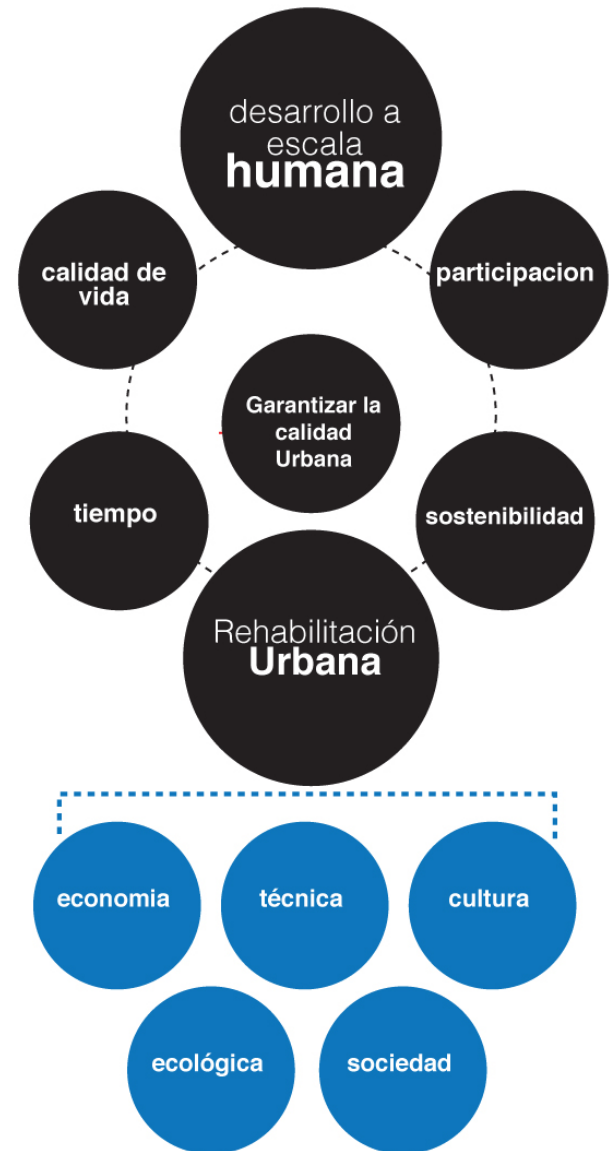 desarrollo a
escala
humana
calidad de
vida
participacion
Garantizar la
calidad
Urbana
tiempo
sostenibilidad
Rehabilitación
Urbana
economia
técnica
cultura
ecológica
sociedad